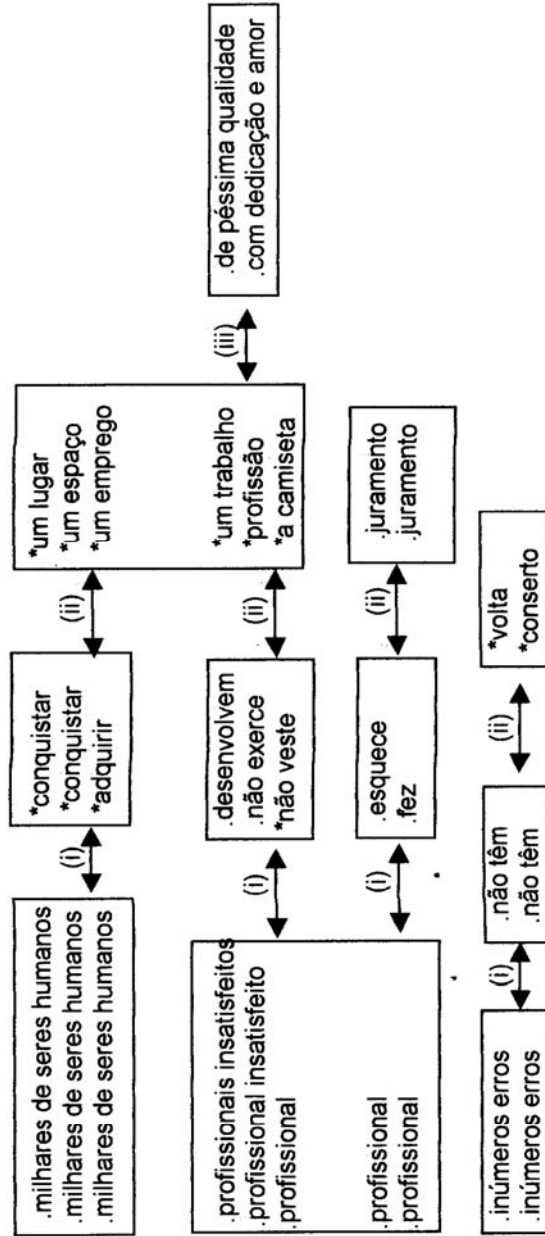 .milhares de seres humanos
.milhares de seres humanos
.milhares de seres humanos
(i)
*conquistar
*conquistar
*adquirir
(ii)
*um lugar
*um espaço
*um emprego
*um trabalho
*profissão
*a camiseta
(iii)
.de péssima qualidade
.com dedicação e amor
.profissionais insatisfeitos
.profissional insatisfeito
.profissional
.profissional
.profissional
(i)
.desenvolvem
.não exerce
*não veste
(ii)
(i)
.esquece
.fez
(ii)
.juramento
.juramento
.inúmeros erros
.inúmeros erros
(i)
.não têm
.não têm
(ii)
*volta
*conserto